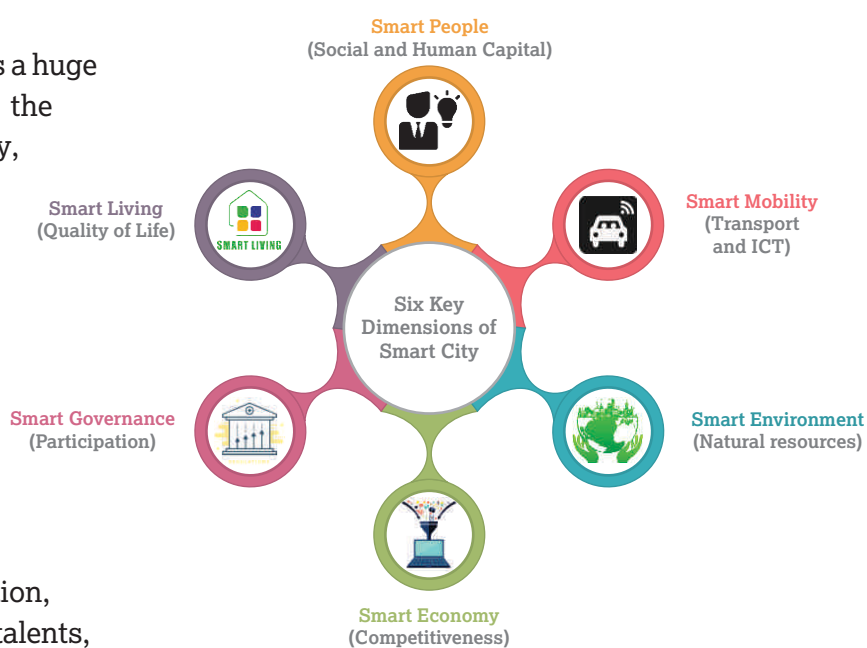 Smart People
(Social and Human Capital)
s a huge
the
y,
Smart Living
(Quality of Life)
SMART LIVING
Smart Mobility
(Transport
and ICT)
Six Key
Dimensions of
Smart City
Smart Governance
(Participation)
Smart Environment
(Natural resources)
ion,
talents,
Smart Economy
(Competitiveness)